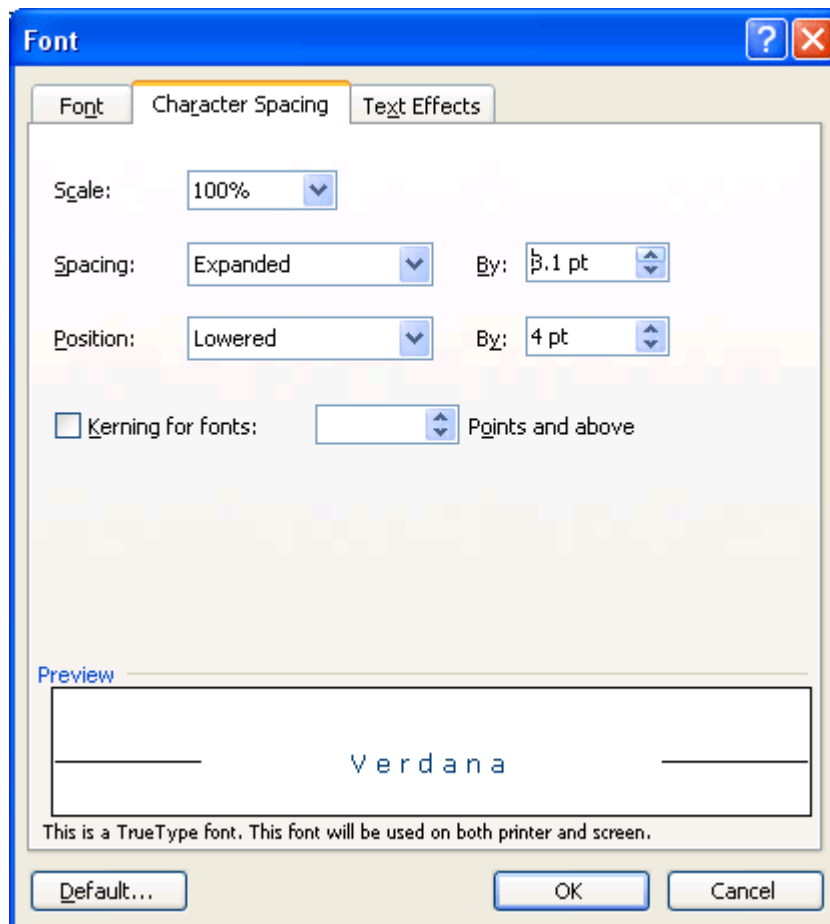 Font
Font Character Spacing Text Effects
Scale: 100%
Spacing: Expanded By: 3.1 pt
Position: Lowered By: 4 pt
Kerning for fonts: Points and above
Preview
Verdana
This is a TrueType font. This font will be used on both printer and screen.
Default... OK Cancel